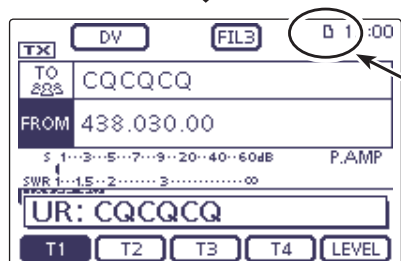 DV FIL3 1 :00
TX
TO CQCQCQ
FROM 438.030.00
S 1···3···5···7···9··20··40··60dB P.AMP
SWR 1··1.5··2······3············∞
UR: CQCQCQ
T1 T2 T3 T4 LEVEL